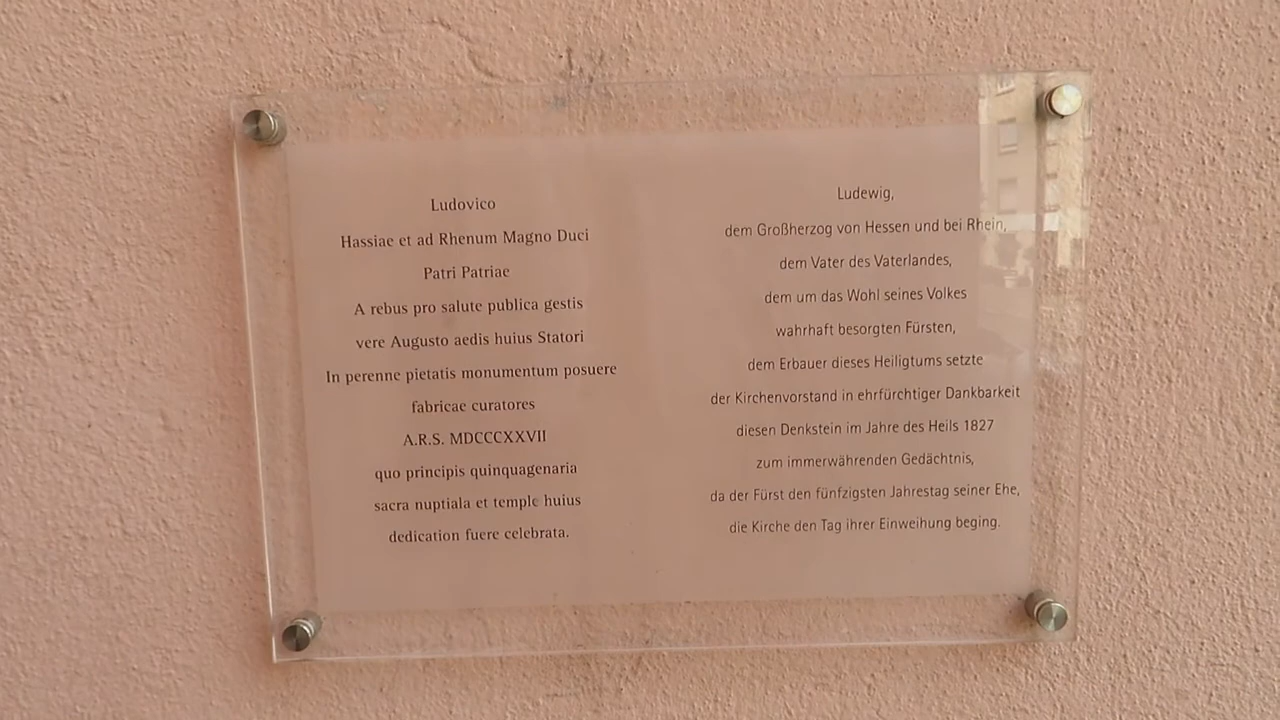 Ludovico
Hassiae et ad Rhenum Magno Duci
Patri Patriae
A rebus pro salute publica gestis
vere Augusto aedis huius Statori
In perenne pietatis monumentum posuere
fabricae curatores
A.R.S. MDCCCXXVII
quo principis quinquagenaria
sacra nuptiala et temple huius
dedication fuere celebrata.
Ludewig,
dem Großherzog von Hessen und bei Rhein,
dem Vater des Vaterlandes,
dem um das Wohl seines Volkes
wahrhaft besorgten Fürsten,
dem Erbauer dieses Heiligtums setzte
der Kirchenvorstand in ehrfürchtiger Dankbarkeit
diesen Denkstein im Jahre des Heils 1827
zum immerwährenden Gedächtnis,
da der Fürst den fünfzigsten Jahrestag seiner Ehe,
die Kirche den Tag ihrer Einweihung beging.